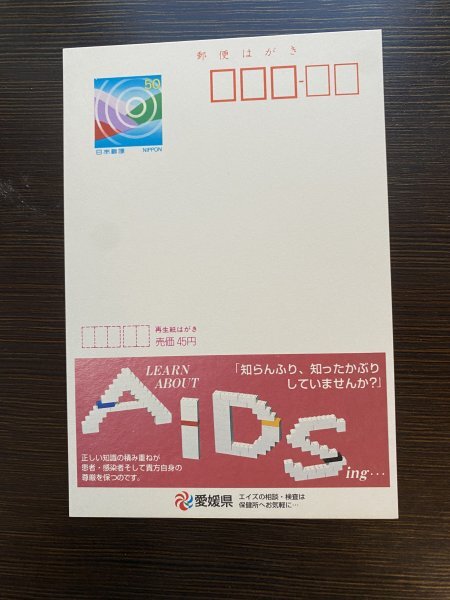 郵便はがき
50
日本郵便 NIPPON
再生紙はがき
売価45円
LEARN
ABOUT
AiDS
ing…
「知らんふり、知ったかぶり
していませんか?」
正しい知識の積み重ねが
患者・感染者そして貴方自身の
尊厳を保つのです。
愛媛県
エイズの相談・検査は
保健所へお気軽に…